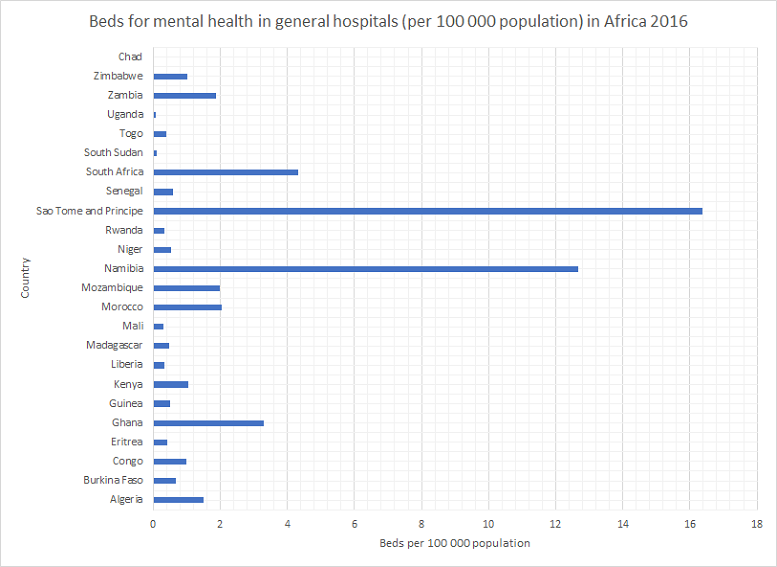 Beds for mental health in general hospitals (per 100 000 population) in Africa 2016
Chad
Zimbabwe
Zambia
Uganda
Togo
South Sudan
South Africa
Senegal
Sao Tome and Principe
Rwanda
Niger
Namibia
Mozambique
Morocco
Mali
Madagascar
Liberia
Kenya
Guinea
Ghana
Eritrea
Congo
Burkina Faso
Algeria
Country
0 2 4 6 8 10 12 14 16 18
Beds per 100 000 population